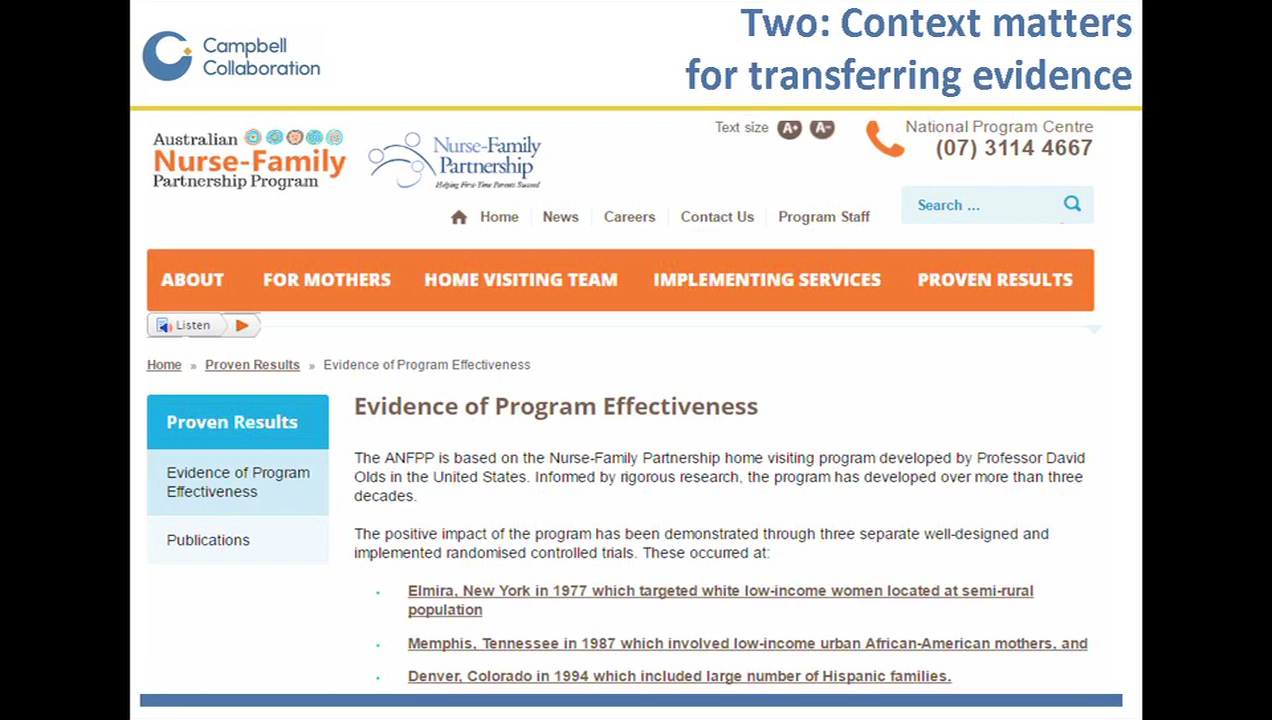 Campbell
Collaboration
Two: Context matters
for transferring evidence
Australian
Nurse-Family
Partnership Program
Nurse-Family
Partnership
Helping First-Time Parents Succeed
Text size A+ A-
National Program Centre
(07) 3114 4667
Home News Careers Contact Us Program Staff
Search ...
ABOUT FOR MOTHERS HOME VISITING TEAM IMPLEMENTING SERVICES PROVEN RESULTS
Listen
Home » Proven Results » Evidence of Program Effectiveness
Proven Results
Evidence of Program
Effectiveness
Publications
Evidence of Program Effectiveness
The ANFPP is based on the Nurse-Family Partnership home visiting program developed by Professor David
Olds in the United States. Informed by rigorous research, the program has developed over more than three
decades.
The positive impact of the program has been demonstrated through three separate well-designed and
implemented randomised controlled trials. These occurred at:
· Elmira, New York in 1977 which targeted white low-income women located at semi-rural
population
· Memphis, Tennessee in 1987 which involved low-income urban African-American mothers, and
· Denver, Colorado in 1994 which included large number of Hispanic families.